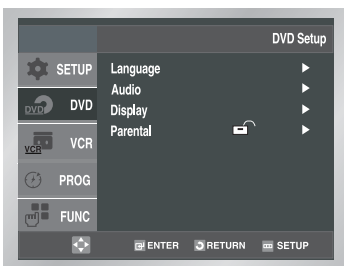 DVD Setup
SETUP
DVD
DVD
VCR
VCR
PROG
FUNC
Language
Audio
Display
Parental
ENTER RETURN SETUP